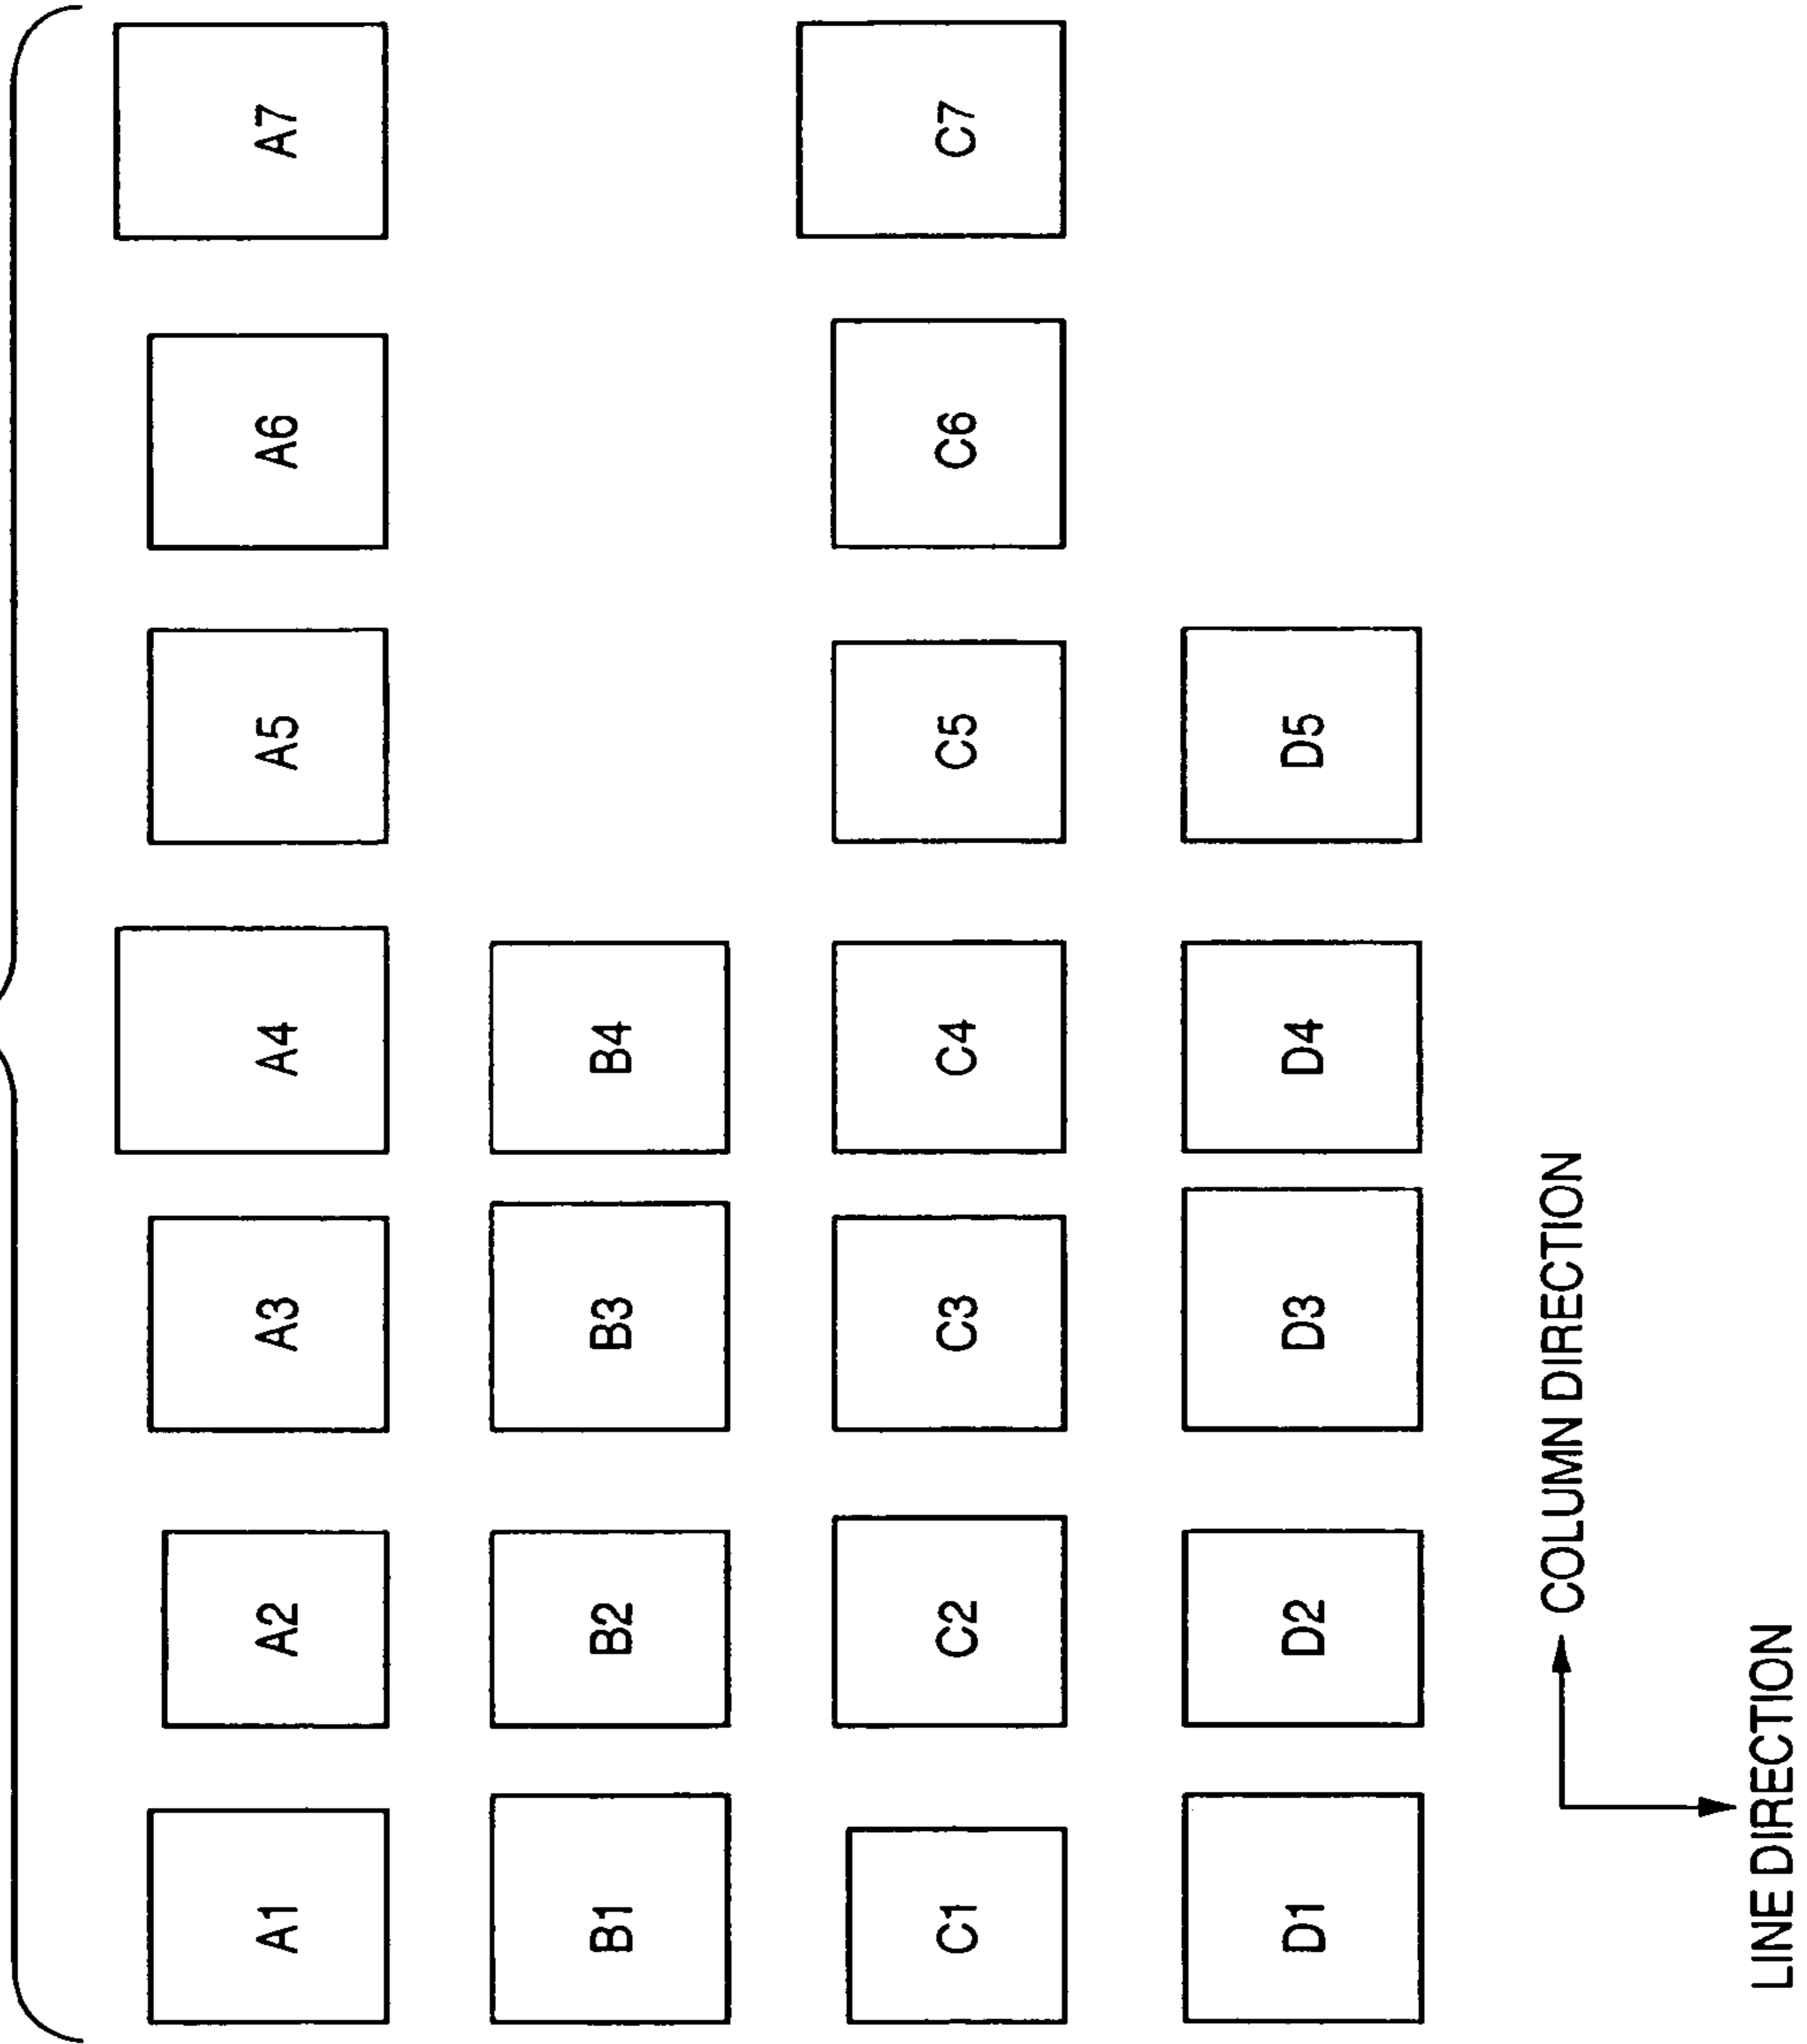 A1 A2 A3 A4 A5 A6 A7
B1 B2 B3 B4
C1 C2 C3 C4 C5 C6 C7
D1 D2 D3 D4 D5
COLUMN DIRECTION
LINE DIRECTION